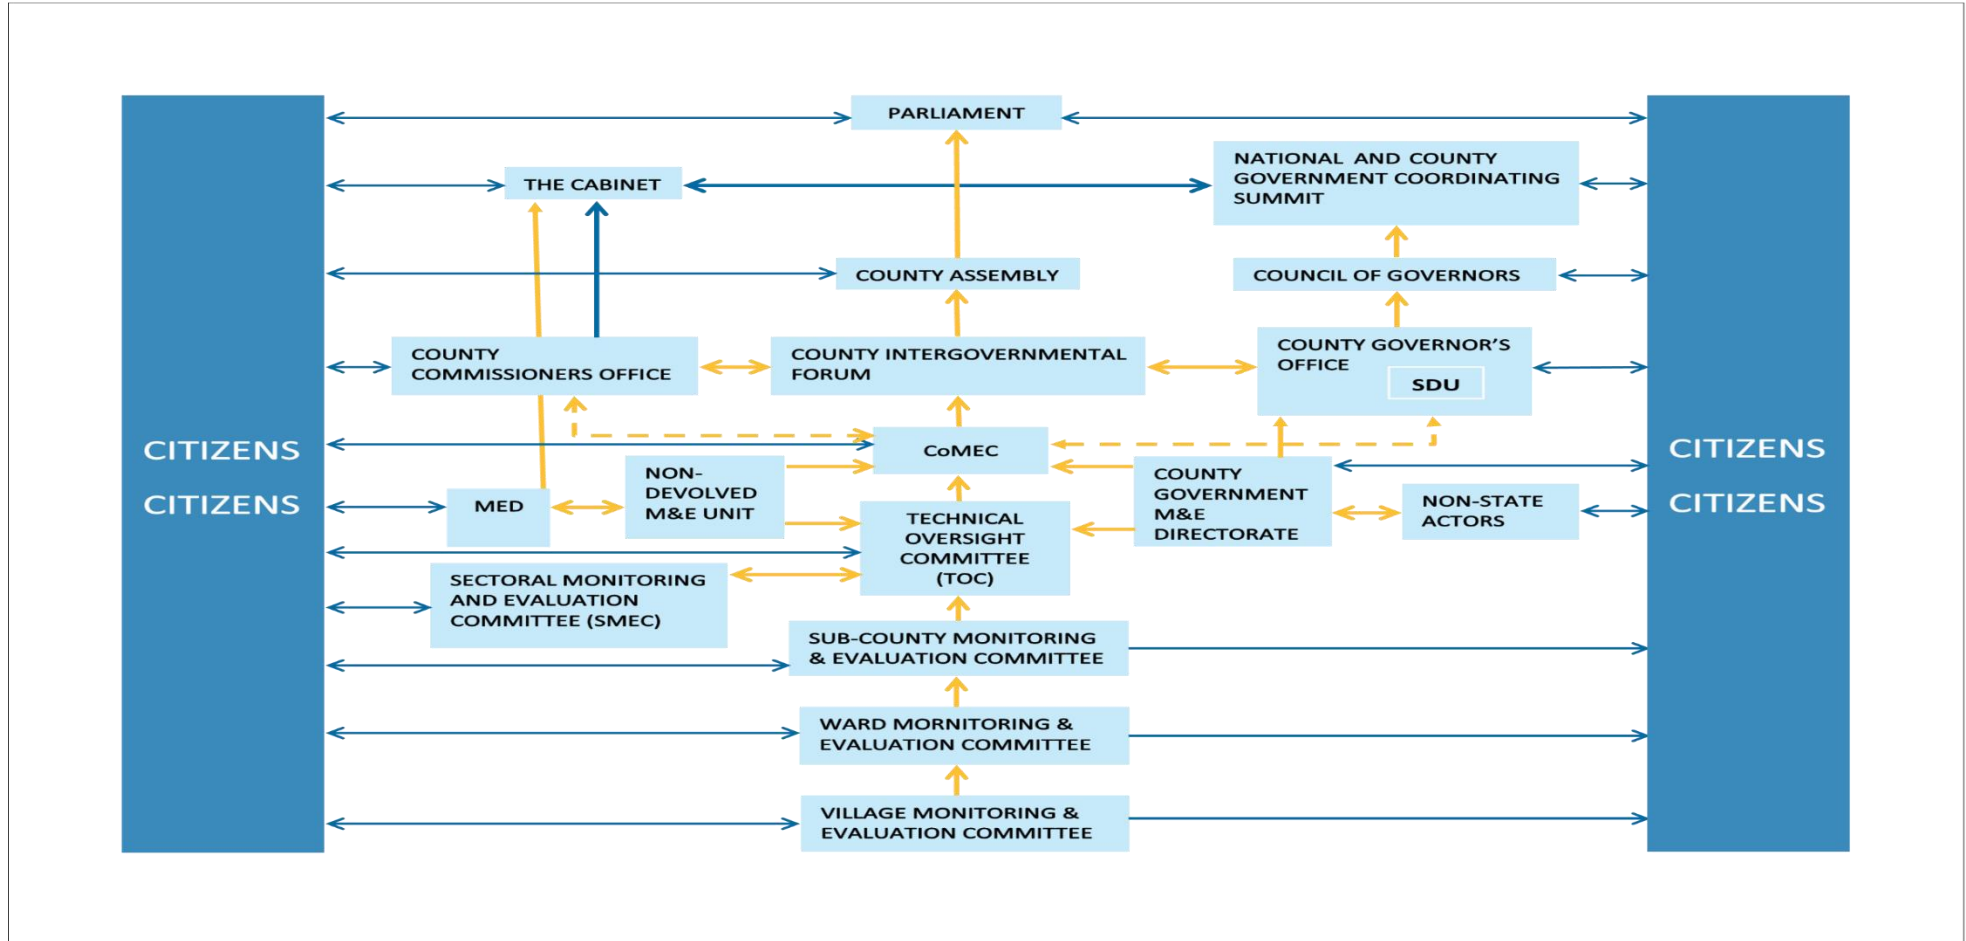 PARLIAMENT
NATIONAL AND COUNTY
GOVERNMENT COORDINATING
SUMMIT
THE CABINET
COUNTY ASSEMBLY
COUNCIL OF GOVERNORS
COUNTY
COMMISSIONERS OFFICE
COUNTY INTERGOVERNMENTAL
FORUM
COUNTY GOVERNOR'S
OFFICE
SDU
CITIZENS
CITIZENS
CoMEC
CITIZENS
CITIZENS
MED
NON-
DEVOLVED
M&E UNIT
COUNTY
GOVERNMENT
M&E
DIRECTORATE
NON-STATE
ACTORS
TECHNICAL
OVERSIGHT
COMMITTEE
(TOC)
SECTORAL MONITORING
AND EVALUATION
COMMITTEE (SMEC)
SUB-COUNTY MONITORING
& EVALUATION COMMITTEE
WARD MORNITORING &
EVALUATION COMMITTEE
VILLAGE MONITORING &
EVALUATION COMMITTEE